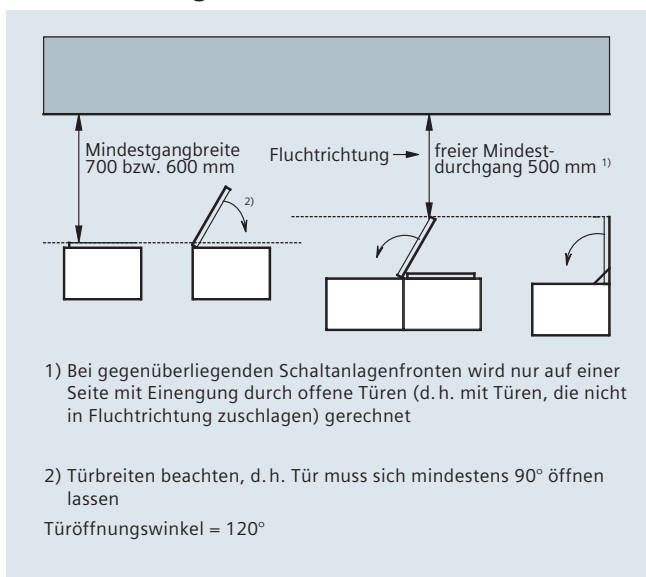 Mindestgangbreite
700 bzw. 600 mm
Fluchtrichtung
freier Mindest-
durchgang 500 mm 1)
2)
1) Bei gegenüberliegenden Schaltanlagenfronten wird nur auf einer
Seite mit Einengung durch offene Türen (d. h. mit Türen, die nicht
in Fluchtrichtung zuschlagen) gerechnet
2) Türbreiten beachten, d. h. Tür muss sich mindestens 90° öffnen
lassen
Türöffnungswinkel = 120°